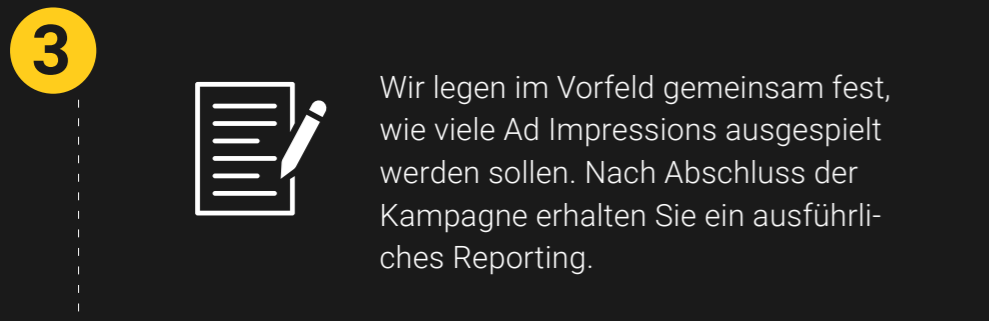 3
Wir legen im Vorfeld gemeinsam fest,
wie viele Ad Impressions ausgespielt
werden sollen. Nach Abschluss der
Kampagne erhalten Sie ein ausführli-
ches Reporting.